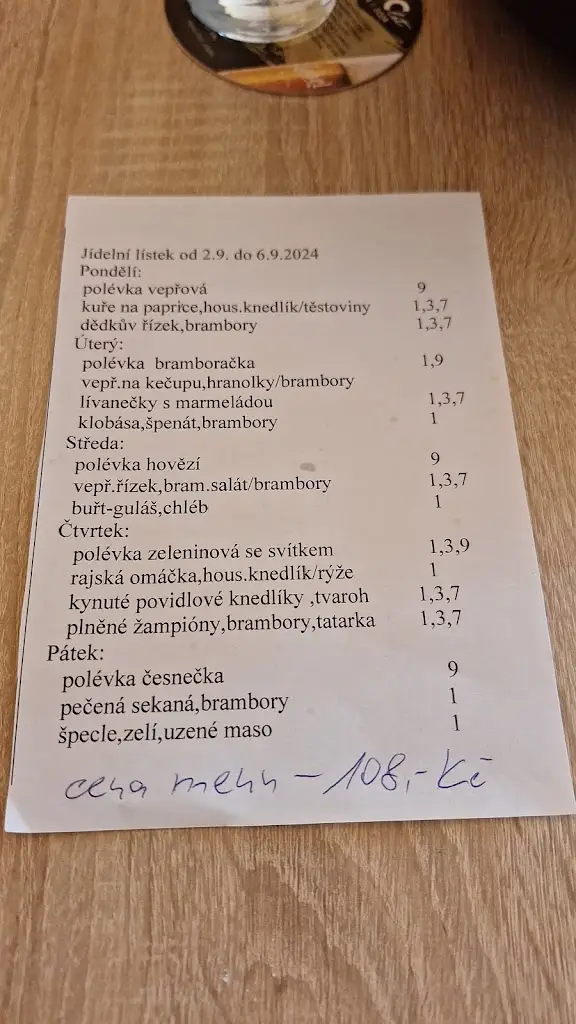 Jídelní lístek od 2.9. do 6.9.2024
Pondělí:
polévka vepřová 9
kuře na paprice,hous.knedlík/těstoviny 1,3,7
dědkův řízek,brambory 1,3,7
Úterý:
polévka bramboračka 1,9
vepř.na kečupu,hranolky/brambory
lívanečky s marmeládou 1,3,7
klobása,špenát,brambory 1
Středa:
polévka hovězí 9
vepř.řízek,bram.salát/brambory 1,3,7
buřt-guláš,chléb 1
Čtvrtek:
polévka zeleninová se svítkem 1,3,9
rajská omáčka,hous.knedlík/rýže 1
kynuté povidlové knedlíky ,tvaroh 1,3,7
plněné žampióny,brambory,tatarka 1,3,7
Pátek:
polévka česnečka 9
pečená sekaná,brambory 1
špecle,zelí,uzené maso 1
cena menu – 108,- Kč